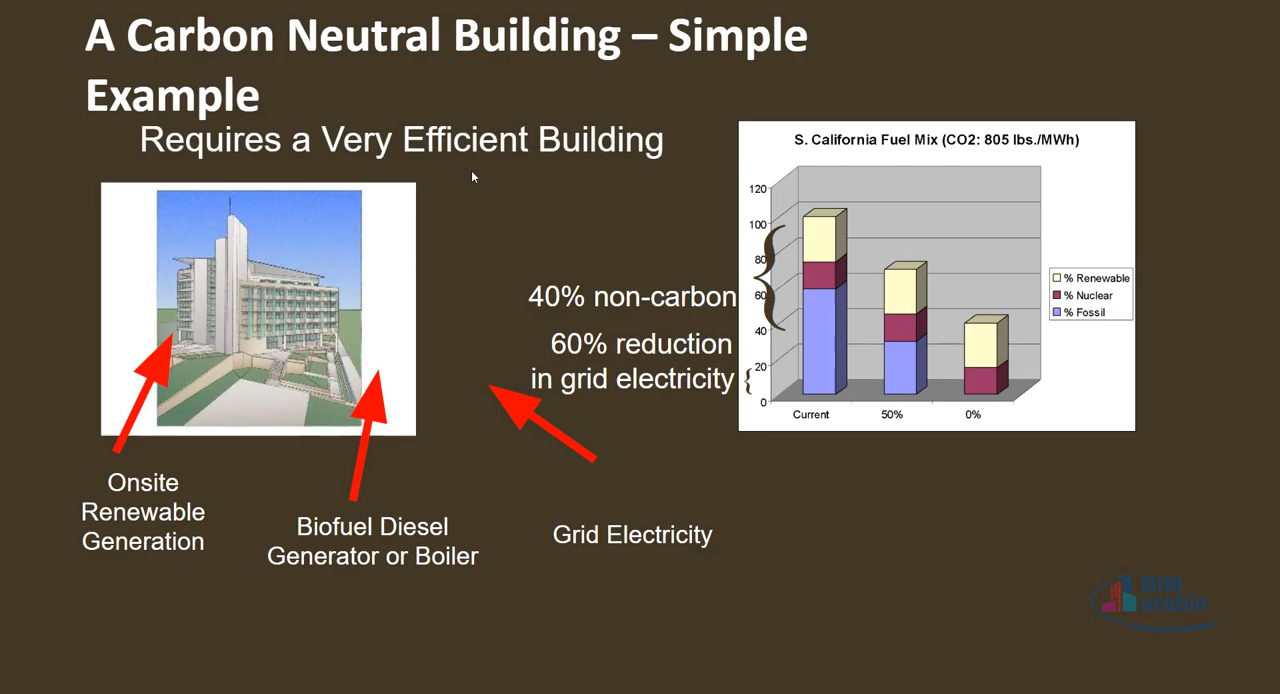 A Carbon Neutral Building – Simple
Example
Requires a Very Efficient Building
S. California Fuel Mix (CO2: 805 lbs./MWh)
120
100
80
60
40
20
0
Current
50%
0%
% Renewable
% Nuclear
% Fossil
40% non-carbon
60% reduction
in grid electricity
Onsite
Renewable
Generation
Biofuel Diesel
Generator or Boiler
Grid Electricity
BIM
arabia